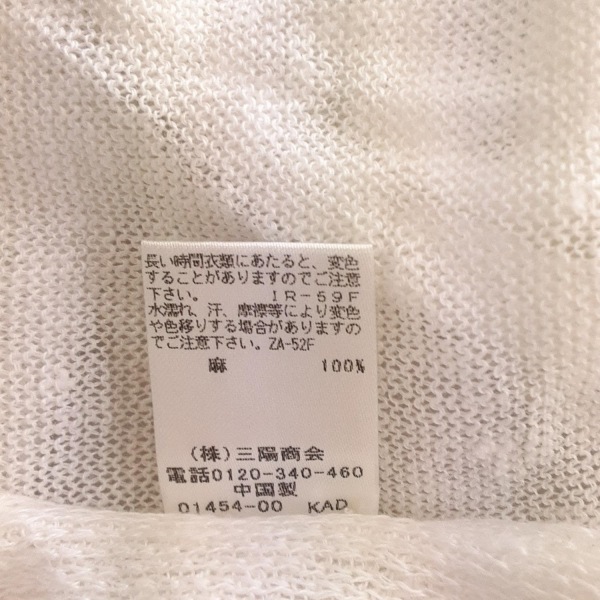 長い時間衣類にあたると、変色
することがありますのでご注意
下さい。 IR-59F
水濡れ、汗、摩擦等により変色
や色移りする場合がありますの
でご注意下さい。ZA-52F
麻 100%
(株)三陽商会
電話0120-340-460
中国製
01454-00 KAD